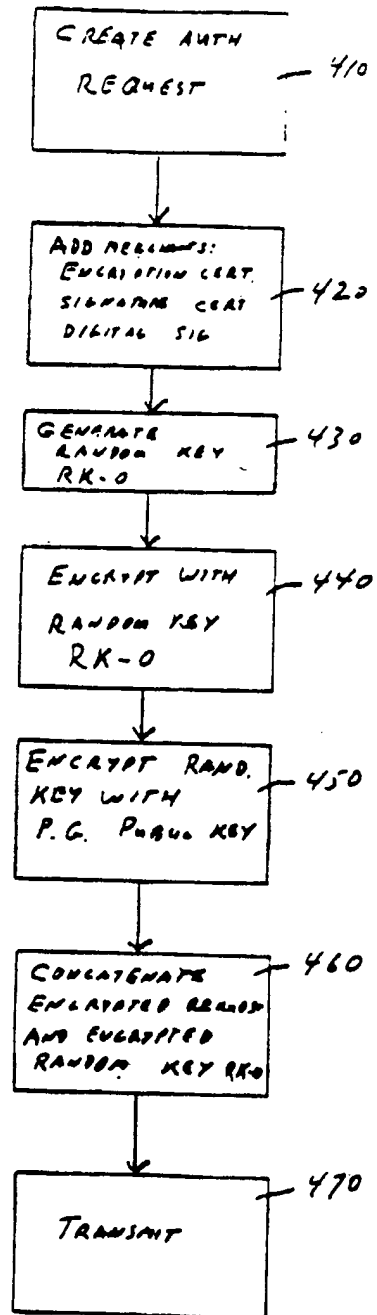 CREATE AUTH
REQUEST
410
ADD MERCHANTS:
ENCRYPTION CERT
SIGNATURE CERT
DIGITAL SIG
420
GENERATE
RANDOM KEY
RK-0
430
ENCRYPT WITH
RANDOM KEY
RK-0
440
ENCRYPT RAND.
KEY WITH
P.G. PUBLIC KEY
450
CONCATENATE
ENCRYPTED REQUEST
AND ENCRYPTED
RANDOM KEY RK-0
460
TRANSMIT
470